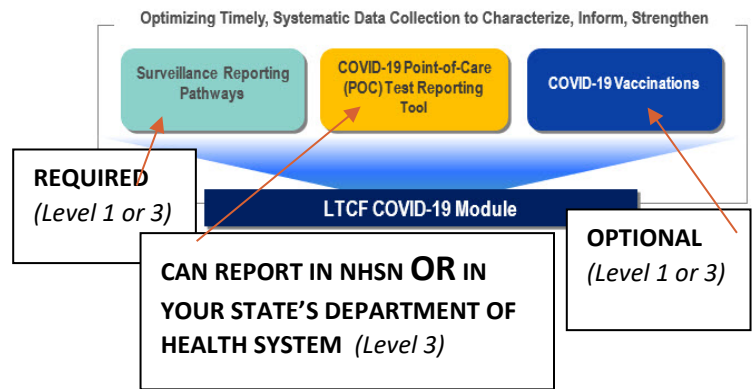 Optimizing Timely, Systematic Data Collection to Characterize, Inform, Strengthen
Surveillance Reporting
Pathways
COVID-19 Point-of-Care
(POC) Test Reporting
Tool
COVID-19 Vaccinations
REQUIRED
(Level 1 or 3)
LTCF COVID-19 Module
CAN REPORT IN NHSN OR IN
YOUR STATE’S DEPARTMENT OF
HEALTH SYSTEM (Level 3)
OPTIONAL
(Level 1 or 3)